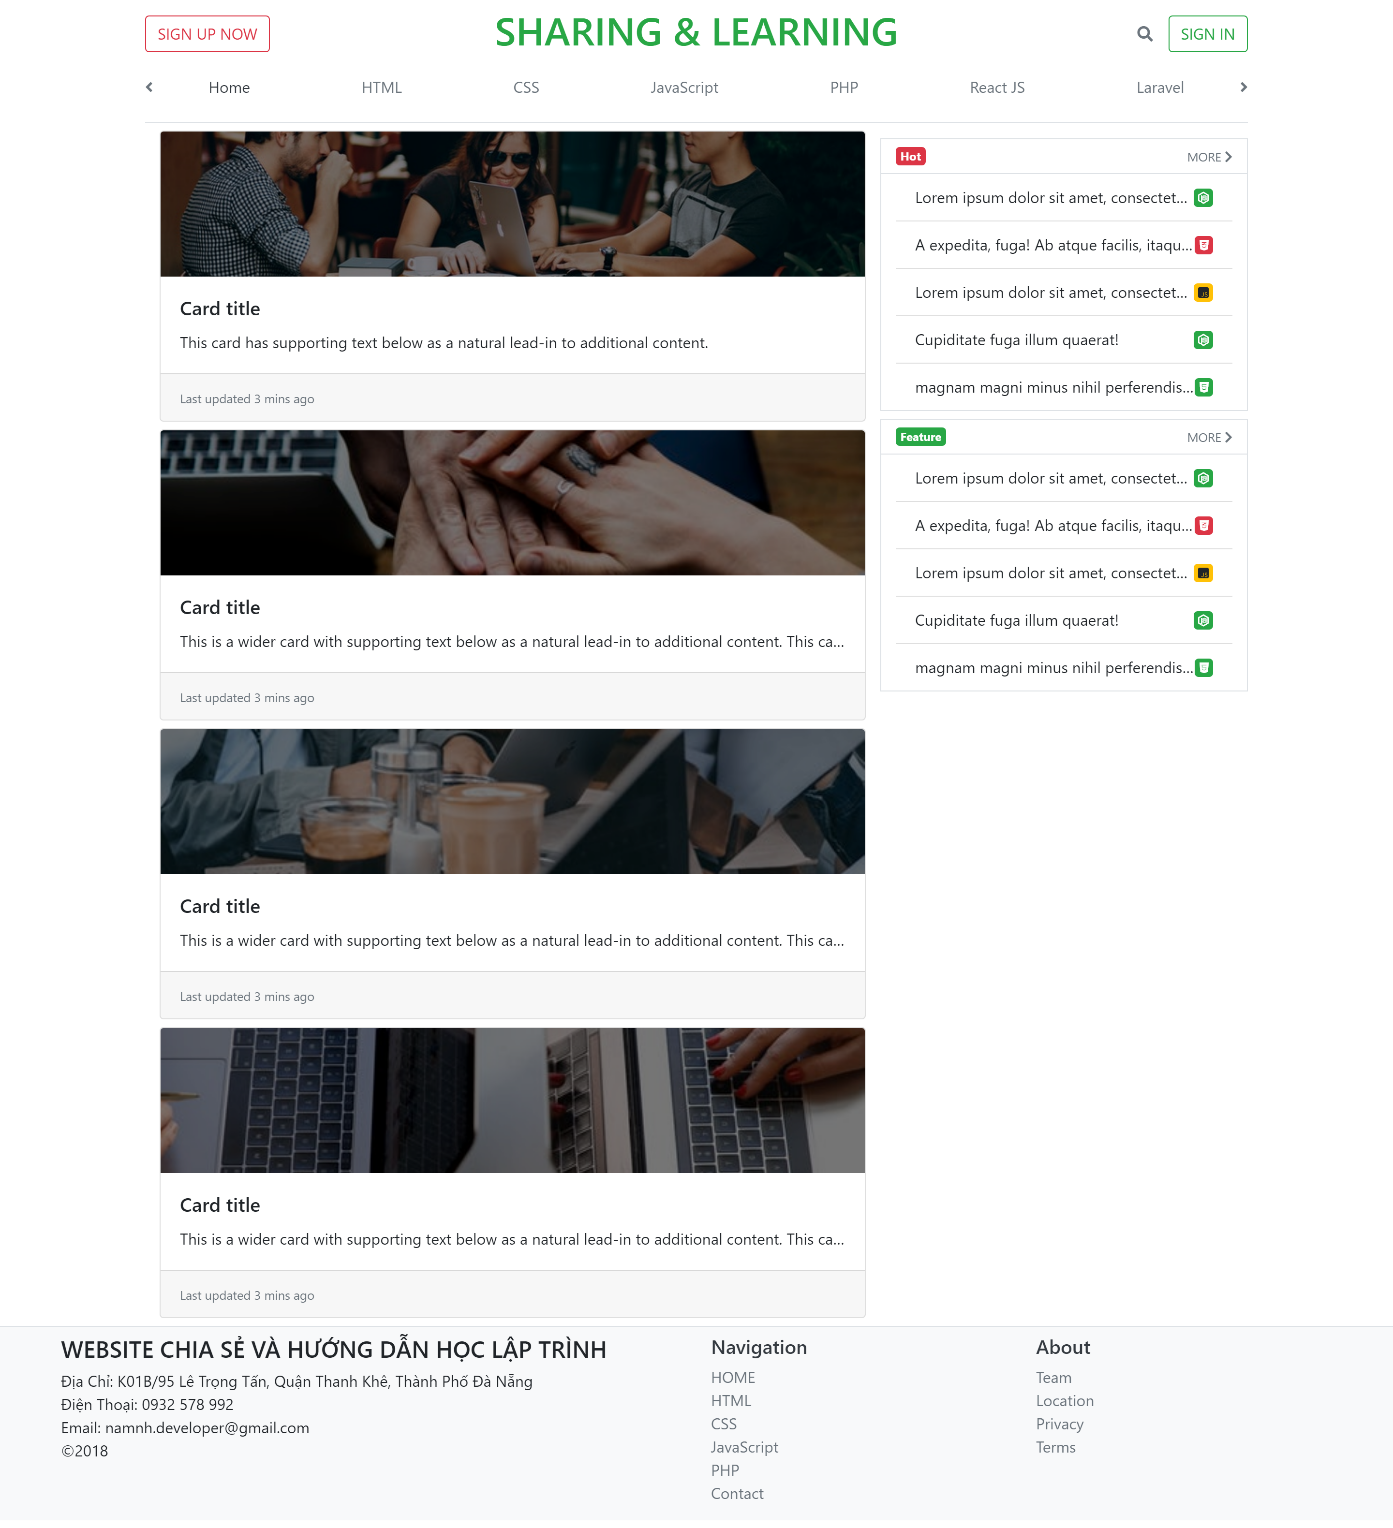 SIGN UP NOW
SHARING & LEARNING
SIGN IN
Home HTML CSS JavaScript PHP React JS Laravel
Card title
This card has supporting text below as a natural lead-in to additional content.
Last updated 3 mins ago
Card title
This is a wider card with supporting text below as a natural lead-in to additional content. This ca...
Last updated 3 mins ago
Card title
This is a wider card with supporting text below as a natural lead-in to additional content. This ca...
Last updated 3 mins ago
Card title
This is a wider card with supporting text below as a natural lead-in to additional content. This ca...
Last updated 3 mins ago
Hot MORE
Lorem ipsum dolor sit amet, consectet...
A expedita, fuga! Ab atque facilis, itaqu...
Lorem ipsum dolor sit amet, consectet...
Cupiditate fuga illum quaerat!
magnam magni minus nihil perferendis...
Feature MORE
Lorem ipsum dolor sit amet, consectet...
A expedita, fuga! Ab atque facilis, itaqu...
Lorem ipsum dolor sit amet, consectet...
Cupiditate fuga illum quaerat!
magnam magni minus nihil perferendis...
WEBSITE CHIA SẺ VÀ HƯỚNG DẪN HỌC LẬP TRÌNH
Địa Chỉ: K01B/95 Lê Trọng Tấn, Quận Thanh Khê, Thành Phố Đà Nẵng
Điện Thoại: 0932 578 992
Email: namnh.developer@gmail.com
©2018
Navigation
HOME
HTML
CSS
JavaScript
PHP
Contact
About
Team
Location
Privacy
Terms